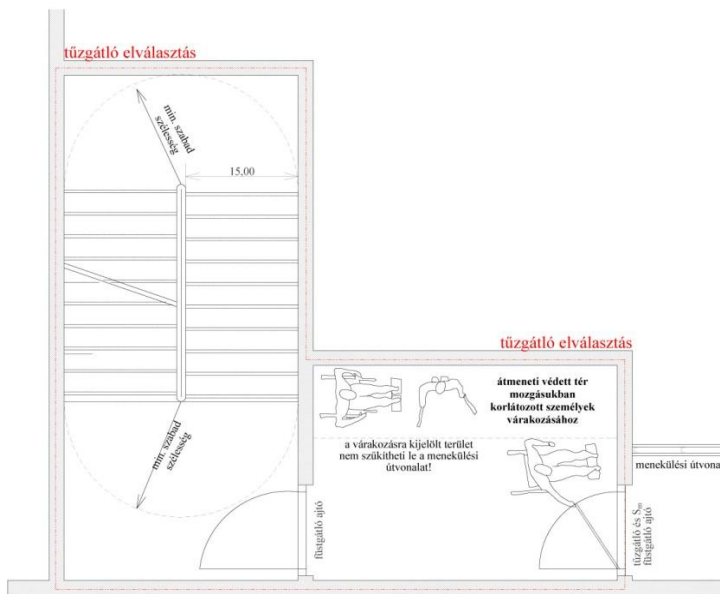 tűzgátló elválasztás
min. szabad
szélesség
15,00
tűzgátló elválasztás
átmeneti védett tér
mozgásukban
korlátozott személyek
várakozásához
a várakozásra kijelölt terület
nem szűkítheti le a menekülési
útvonalat!
min. szabad
szélesség
menekülési útvona
füstgátló ajtó
tűzgátló és Sₘ
füstgátló ajtó